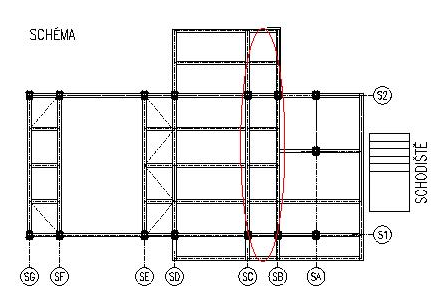 SCHÉMA
S2
SCHODIŠTĚ
S1
SG SF SE SD SC SB SA